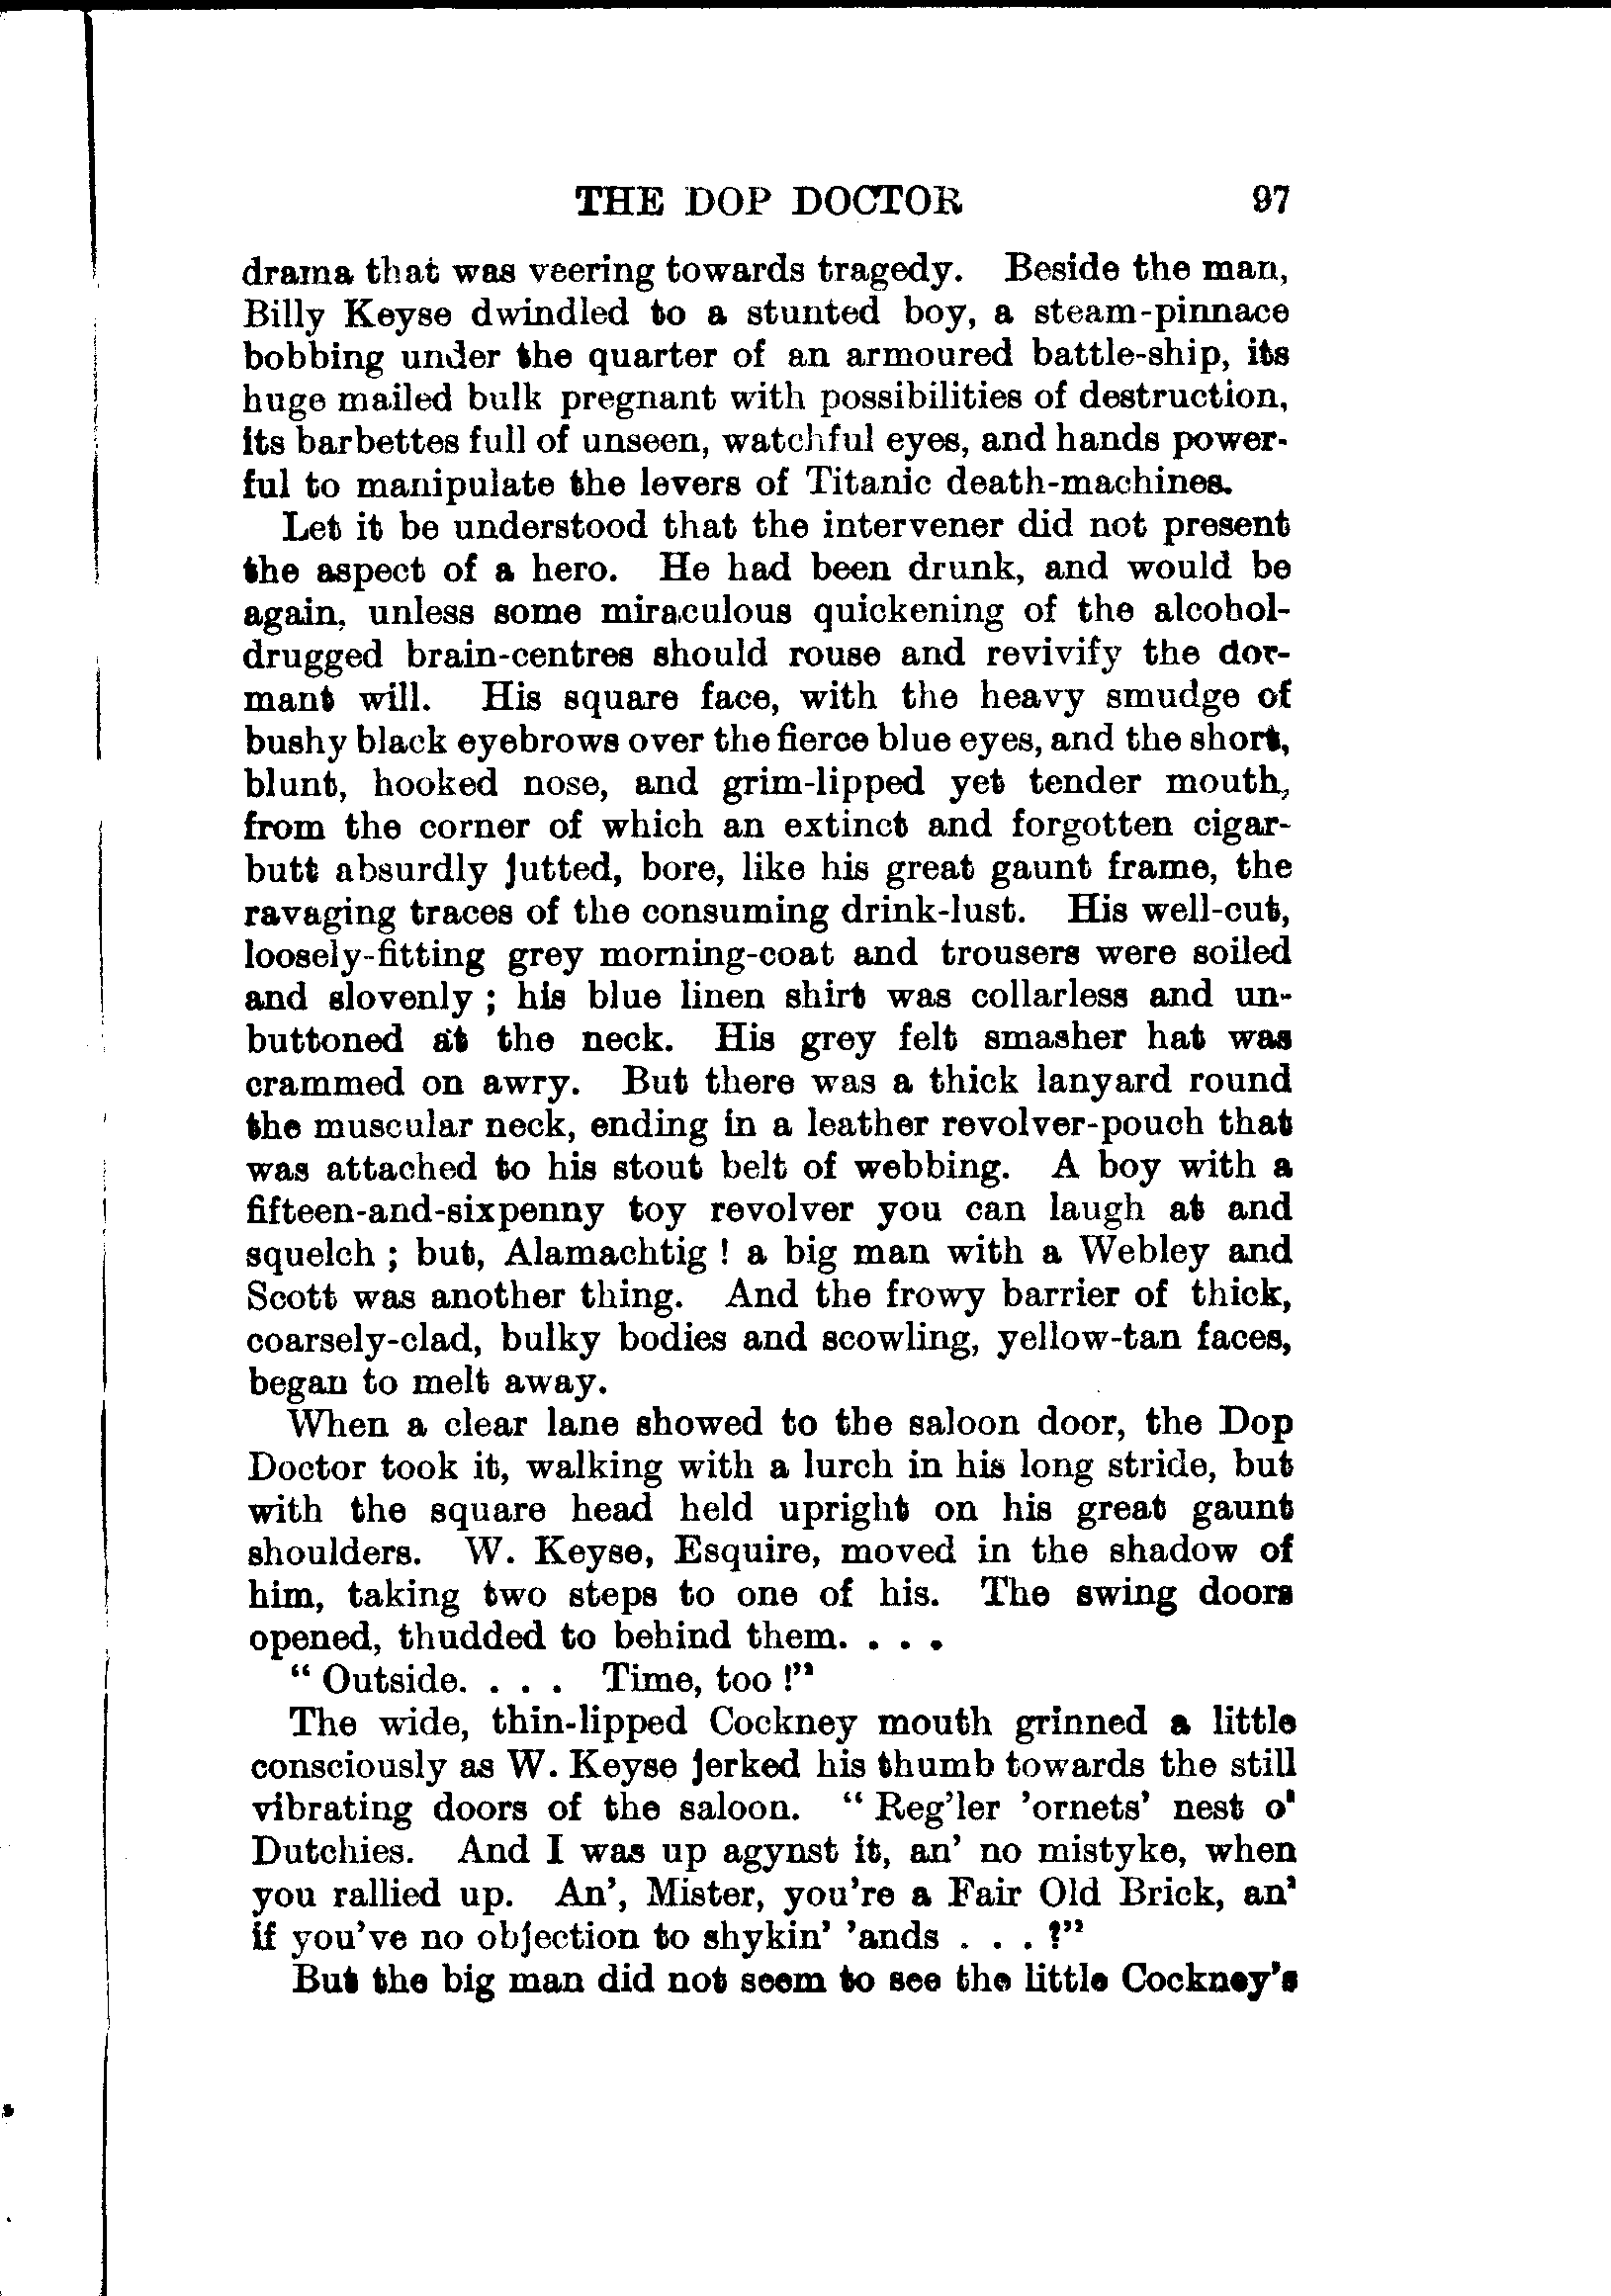 THE DOP DOCTOR 97
drama that was veering towards tragedy. Beside the man,
Billy Keyse dwindled to a stunted boy, a steam-pinnace
bobbing under the quarter of an armoured battle-ship, its
huge mailed bulk pregnant with possibilities of destruction,
its barbettes full of unseen, watchful eyes, and hands power-
ful to manipulate the levers of Titanic death-machines.
Let it be understood that the intervener did not present
the aspect of a hero. He had been drunk, and would be
again, unless some miraculous quickening of the alcohol-
drugged brain-centres should rouse and revivify the dor-
mant will. His square face, with the heavy smudge of
bushy black eyebrows over the fierce blue eyes, and the short,
blunt, hooked nose, and grim-lipped yet tender mouth,
from the corner of which an extinct and forgotten cigar-
butt absurdly jutted, bore, like his great gaunt frame, the
ravaging traces of the consuming drink-lust. His well-cut,
loosely-fitting grey morning-coat and trousers were soiled
and slovenly ; his blue linen shirt was collarless and un-
buttoned at the neck. His grey felt smasher hat was
crammed on awry. But there was a thick lanyard round
the muscular neck, ending in a leather revolver-pouch that
was attached to his stout belt of webbing. A boy with a
fifteen-and-sixpenny toy revolver you can laugh at and
squelch ; but, Alamachtig ! a big man with a Webley and
Scott was another thing. And the frowy barrier of thick,
coarsely-clad, bulky bodies and scowling, yellow-tan faces,
began to melt away.
When a clear lane showed to the saloon door, the Dop
Doctor took it, walking with a lurch in his long stride, but
with the square head held upright on his great gaunt
shoulders. W. Keyse, Esquire, moved in the shadow of
him, taking two steps to one of his. The swing doors
opened, thudded to behind them. . . .
“ Outside. . . . Time, too !”
The wide, thin-lipped Cockney mouth grinned a little
consciously as W. Keyse jerked his thumb towards the still
vibrating doors of the saloon. “ Reg’ler ’ornets’ nest o’
Dutchies. And I was up agynst it, an’ no mistyke, when
you rallied up. An’, Mister, you’re a Fair Old Brick, an’
if you’ve no objection to shykin’ ’ands . . . ?”
But the big man did not seem to see the little Cockney’s